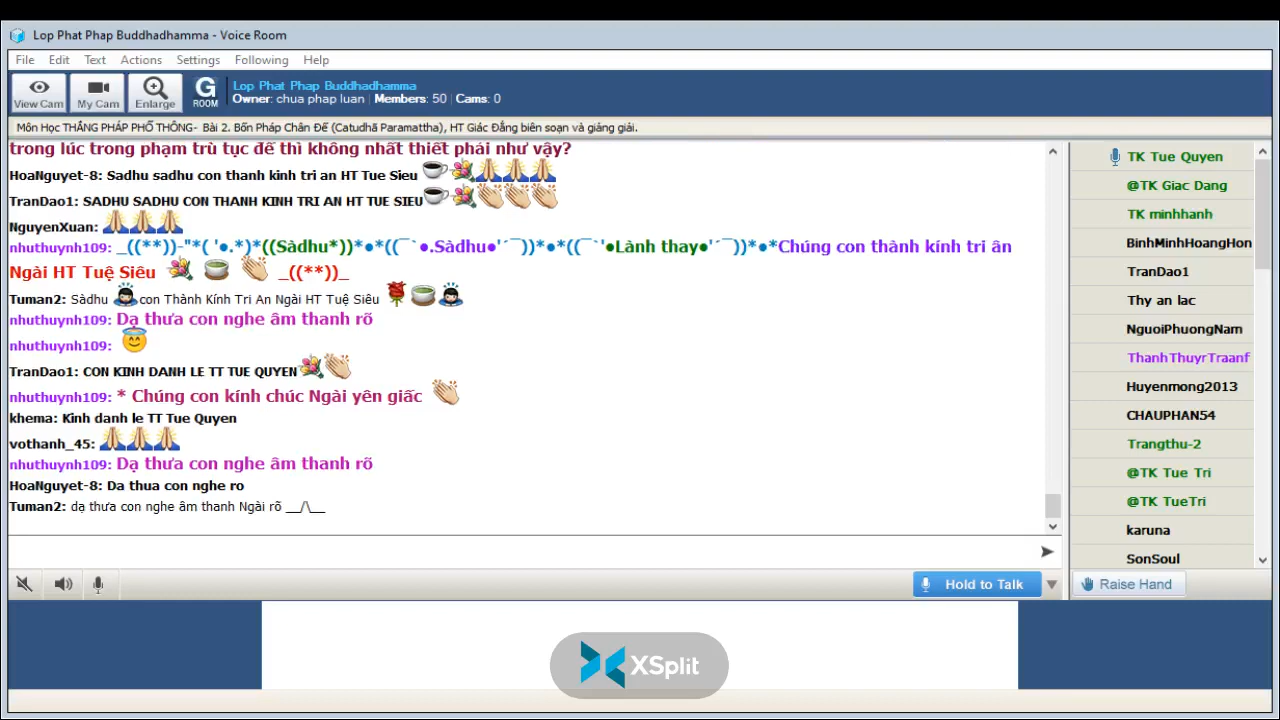 Lop Phat Phap Buddhadhamma - Voice Room
File Edit Text Actions Settings Following Help
View Cam
My Cam
Enlarge
G
ROOM
Lop Phat Phap Buddhadhamma
Owner: chua phap luan | Members: 50 | Cams: 0
Môn Học THẮNG PHÁP PHỔ THÔNG- Bài 2. Bốn Pháp Chân Đế (Catudhā Paramattha), HT Giác Đẳng biên soạn và giảng giải.
trong lúc trong phạm trù tục đế thì không nhất thiết phải như vậy?
HoaNguyet-8: Sadhu sadhu con thanh kinh tri an HT Tue Sieu
TranDao1: SADHU SADHU CON THANH KINH TRI AN HT TUE SIEU
NguyenXuan:
nhuthuynh109: _((**))-"*( '●.*)*((Sàdhu*))*●*((¯`●.Sàdhu●'´¯))*●*((¯`'●Lành thay●'´¯))*●*Chúng con thành kính tri ân
Ngài HT Tuệ Siêu _((**))_
Tuman2: Sàdhu con Thành Kính Tri Ân Ngài HT Tuệ Siêu
nhuthuynh109: Dạ thưa con nghe âm thanh rõ
nhuthuynh109:
TranDao1: CON KINH DANH LE TT TUE QUYEN
nhuthuynh109: * Chúng con kính chúc Ngài yên giấc
khema: Kinh danh le TT Tue Quyen
vothanh_45:
nhuthuynh109: Dạ thưa con nghe âm thanh rõ
HoaNguyet-8: Da thua con nghe ro
Tuman2: dạ thưa con nghe âm thanh Ngài rõ __/\__
TK Tue Quyen
@TK Giac Dang
TK minhhanh
BinhMinhHoangHon
TranDao1
Thy an lac
NguoiPhuongNam
ThanhThuyrTraanf
Huyenmong2013
CHAUPHAN54
Trangthu-2
@TK Tue Tri
@TK TueTri
karuna
SonSoul
Hold to Talk
Raise Hand
XSplit